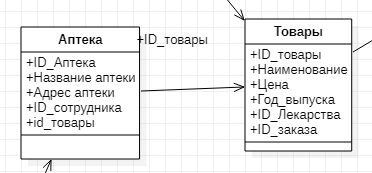 Аптека
+ID_Аптека
+Название аптеки
+Адрес аптеки
+ID_сотрудника
+id_товары
+ID_товары
Товары
+ID_товары
+Наименование
+Цена
+Год_выпуска
+ID_Лекарства
+ID_заказа